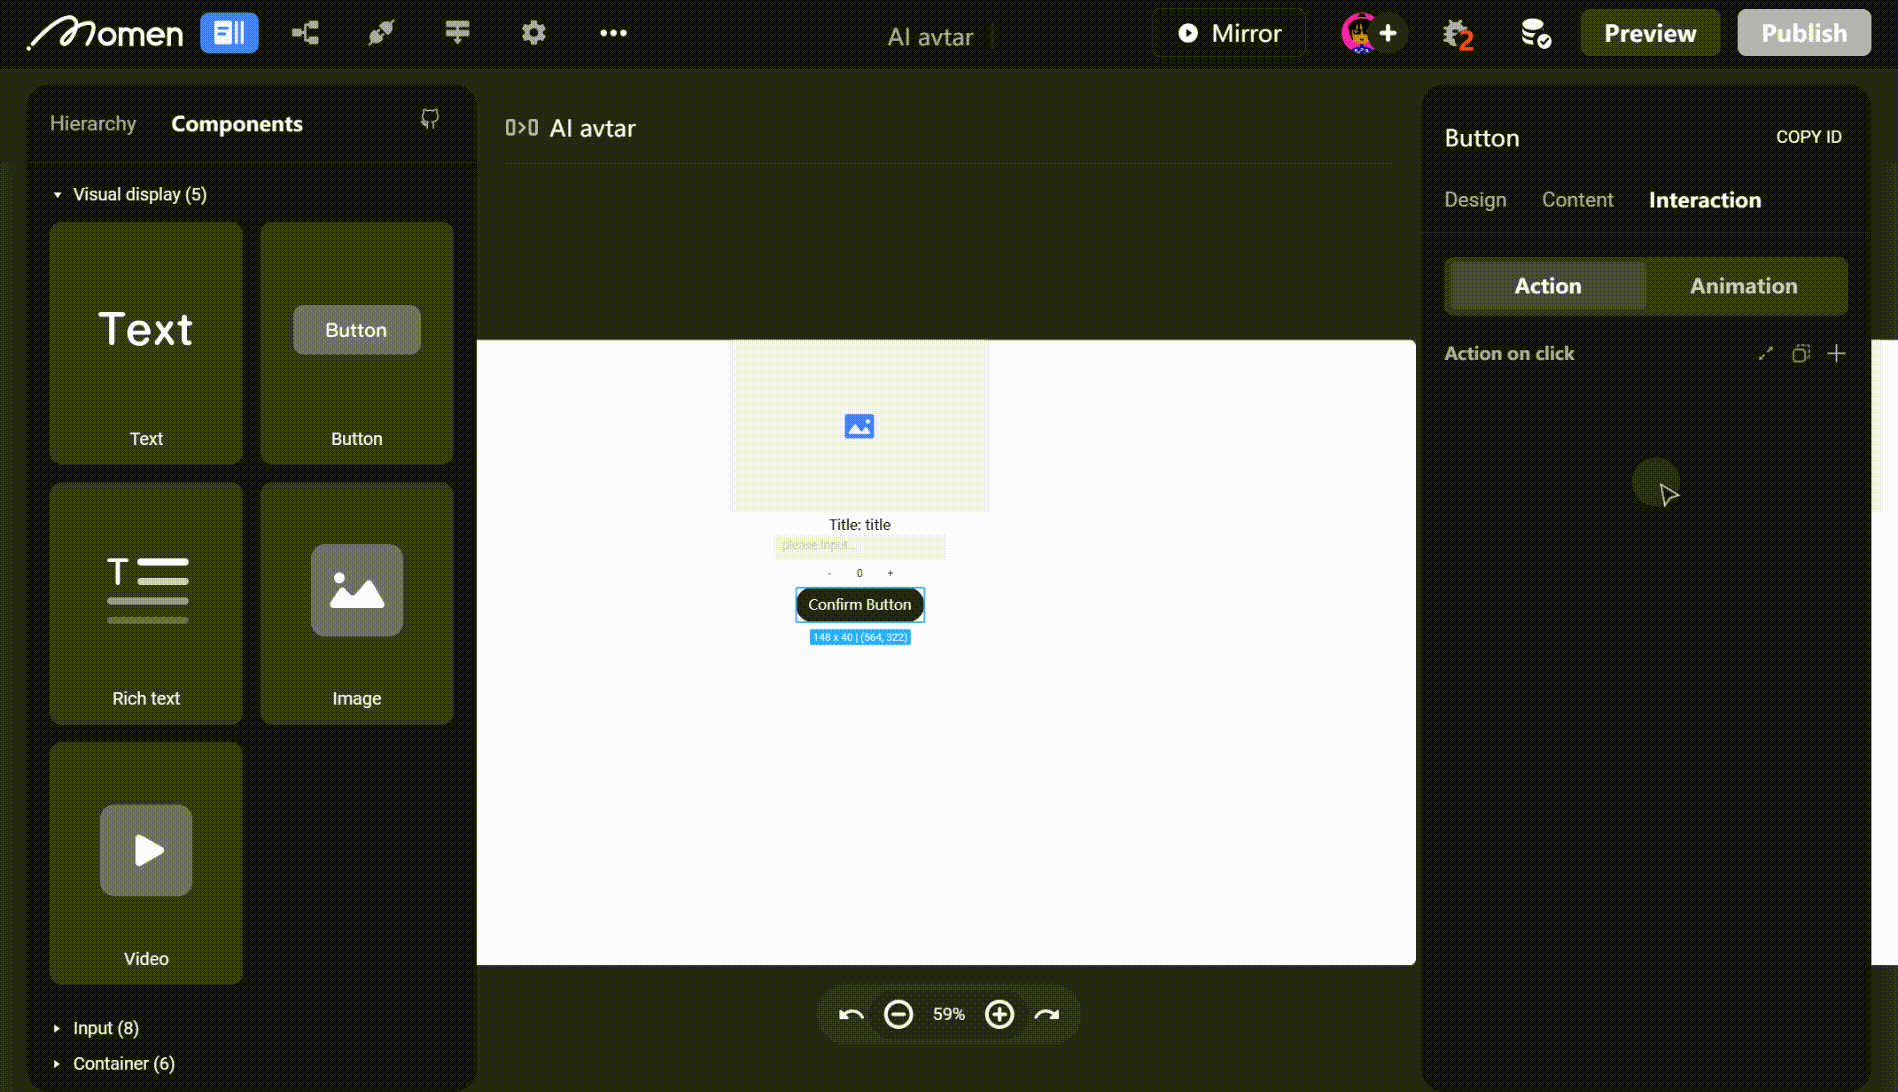 Momen
AI avtar
Mirror
2
Preview
Publish
Hierarchy
Components
Visual display (5)
Text
Text
Button
Button
T
Rich text
Image
Video
Input (8)
Container (6)
AI avtar
Title: title
please input...
- 0 +
Confirm Button
148 x 40 | (564, 322)
59%
Button
COPY ID
Design
Content
Interaction
Action
Animation
Action on click